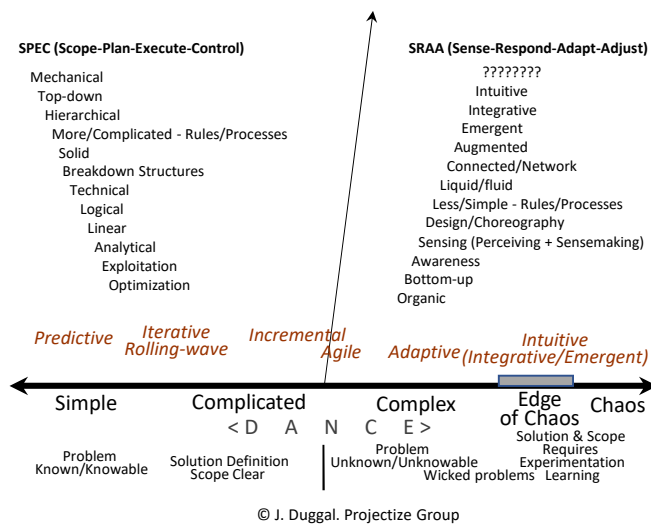 SPEC (Scope-Plan-Execute-Control)
Mechanical
Top-down
Hierarchical
More/Complicated - Rules/Processes
Solid
Breakdown Structures
Technical
Logical
Linear
Analytical
Exploitation
Optimization
SRAA (Sense-Respond-Adapt-Adjust)
????????
Intuitive
Integrative
Emergent
Augmented
Connected/Network
Liquid/fluid
Less/Simple - Rules/Processes
Design/Choreography
Sensing (Perceiving + Sensemaking)
Awareness
Bottom-up
Organic
Predictive
Iterative
Rolling-wave
Incremental
Agile
Adaptive
Intuitive
(Integrative/Emergent)
Simple
Complicated
Complex
Edge
of Chaos
Chaos
< D A N C E >
Problem
Known/Knowable
Solution Definition
Scope Clear
Problem
Unknown/Unknowable
Wicked problems
Solution & Scope
Requires
Experimentation
Learning
© J. Duggal. Projectize Group